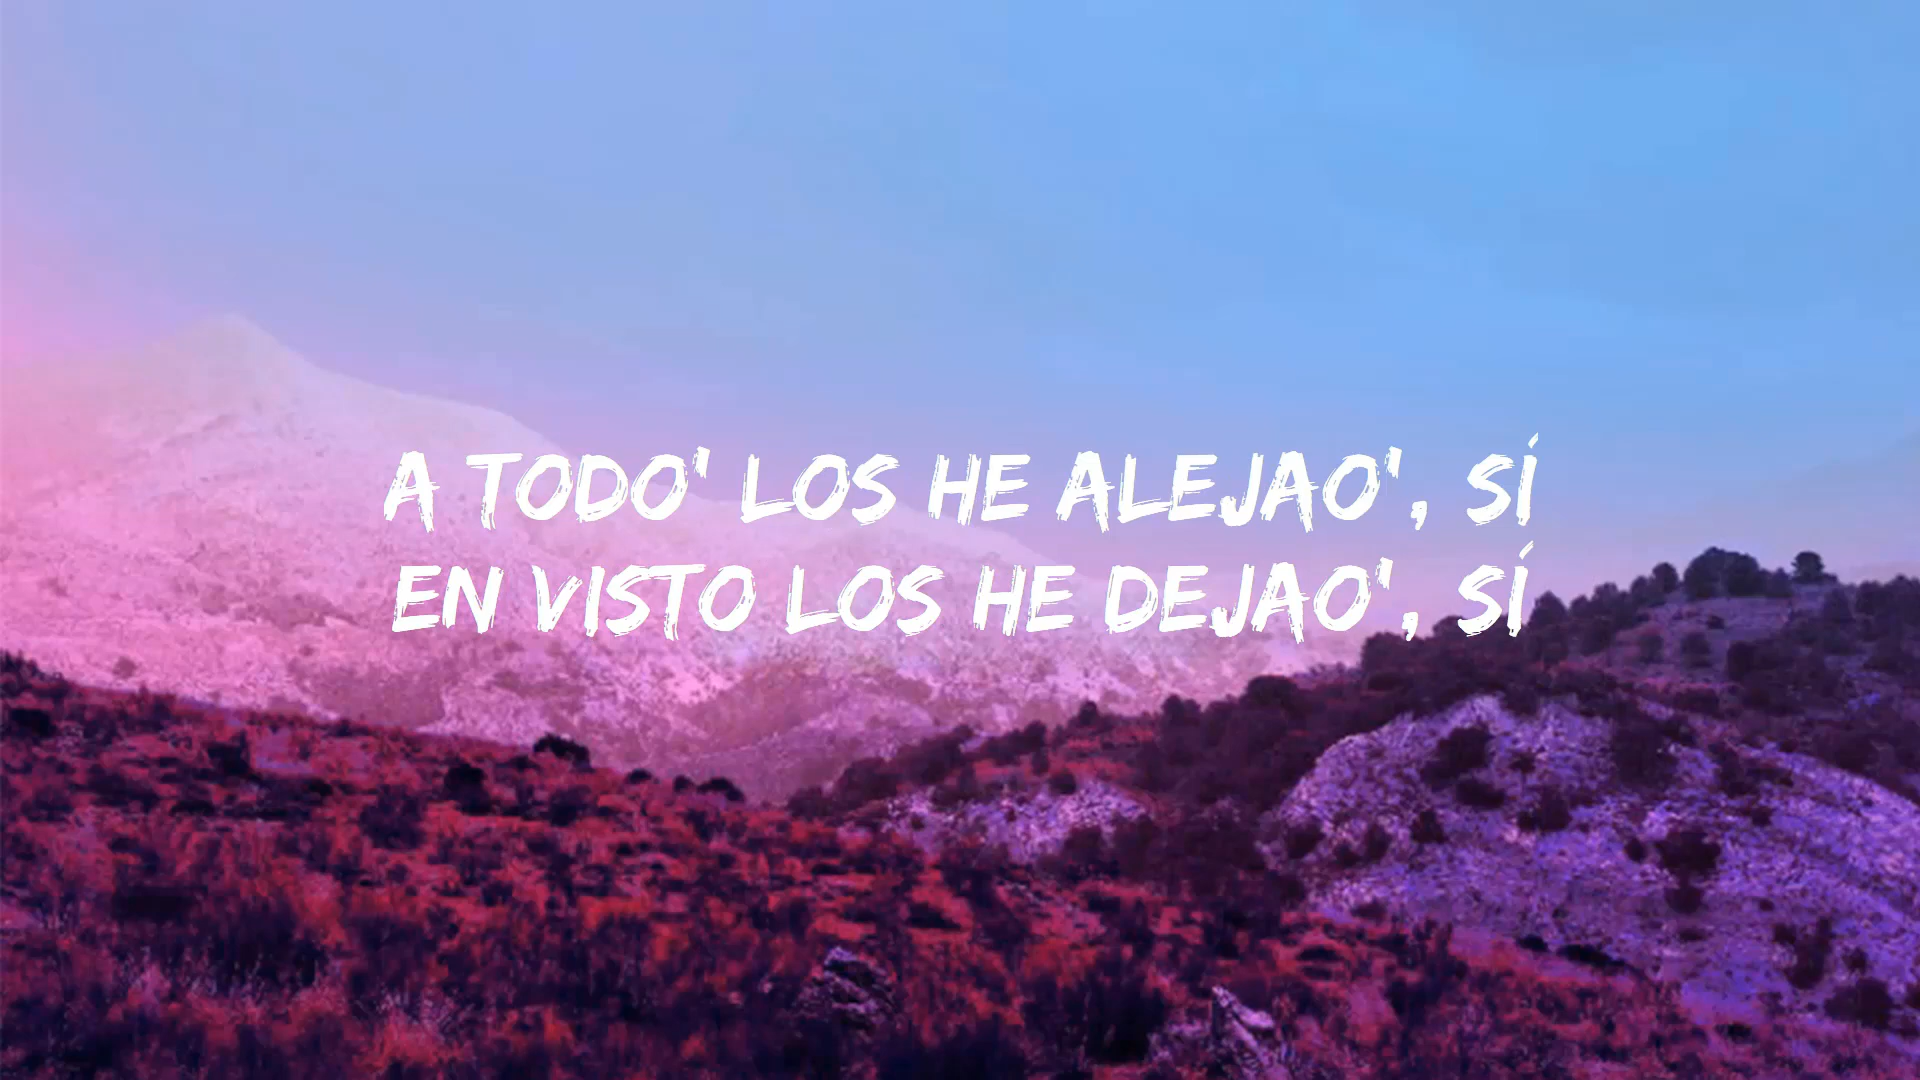 A TODO' LOS HE ALEJAO', SÍ
EN VISTO LOS HE DEJAO', SÍ